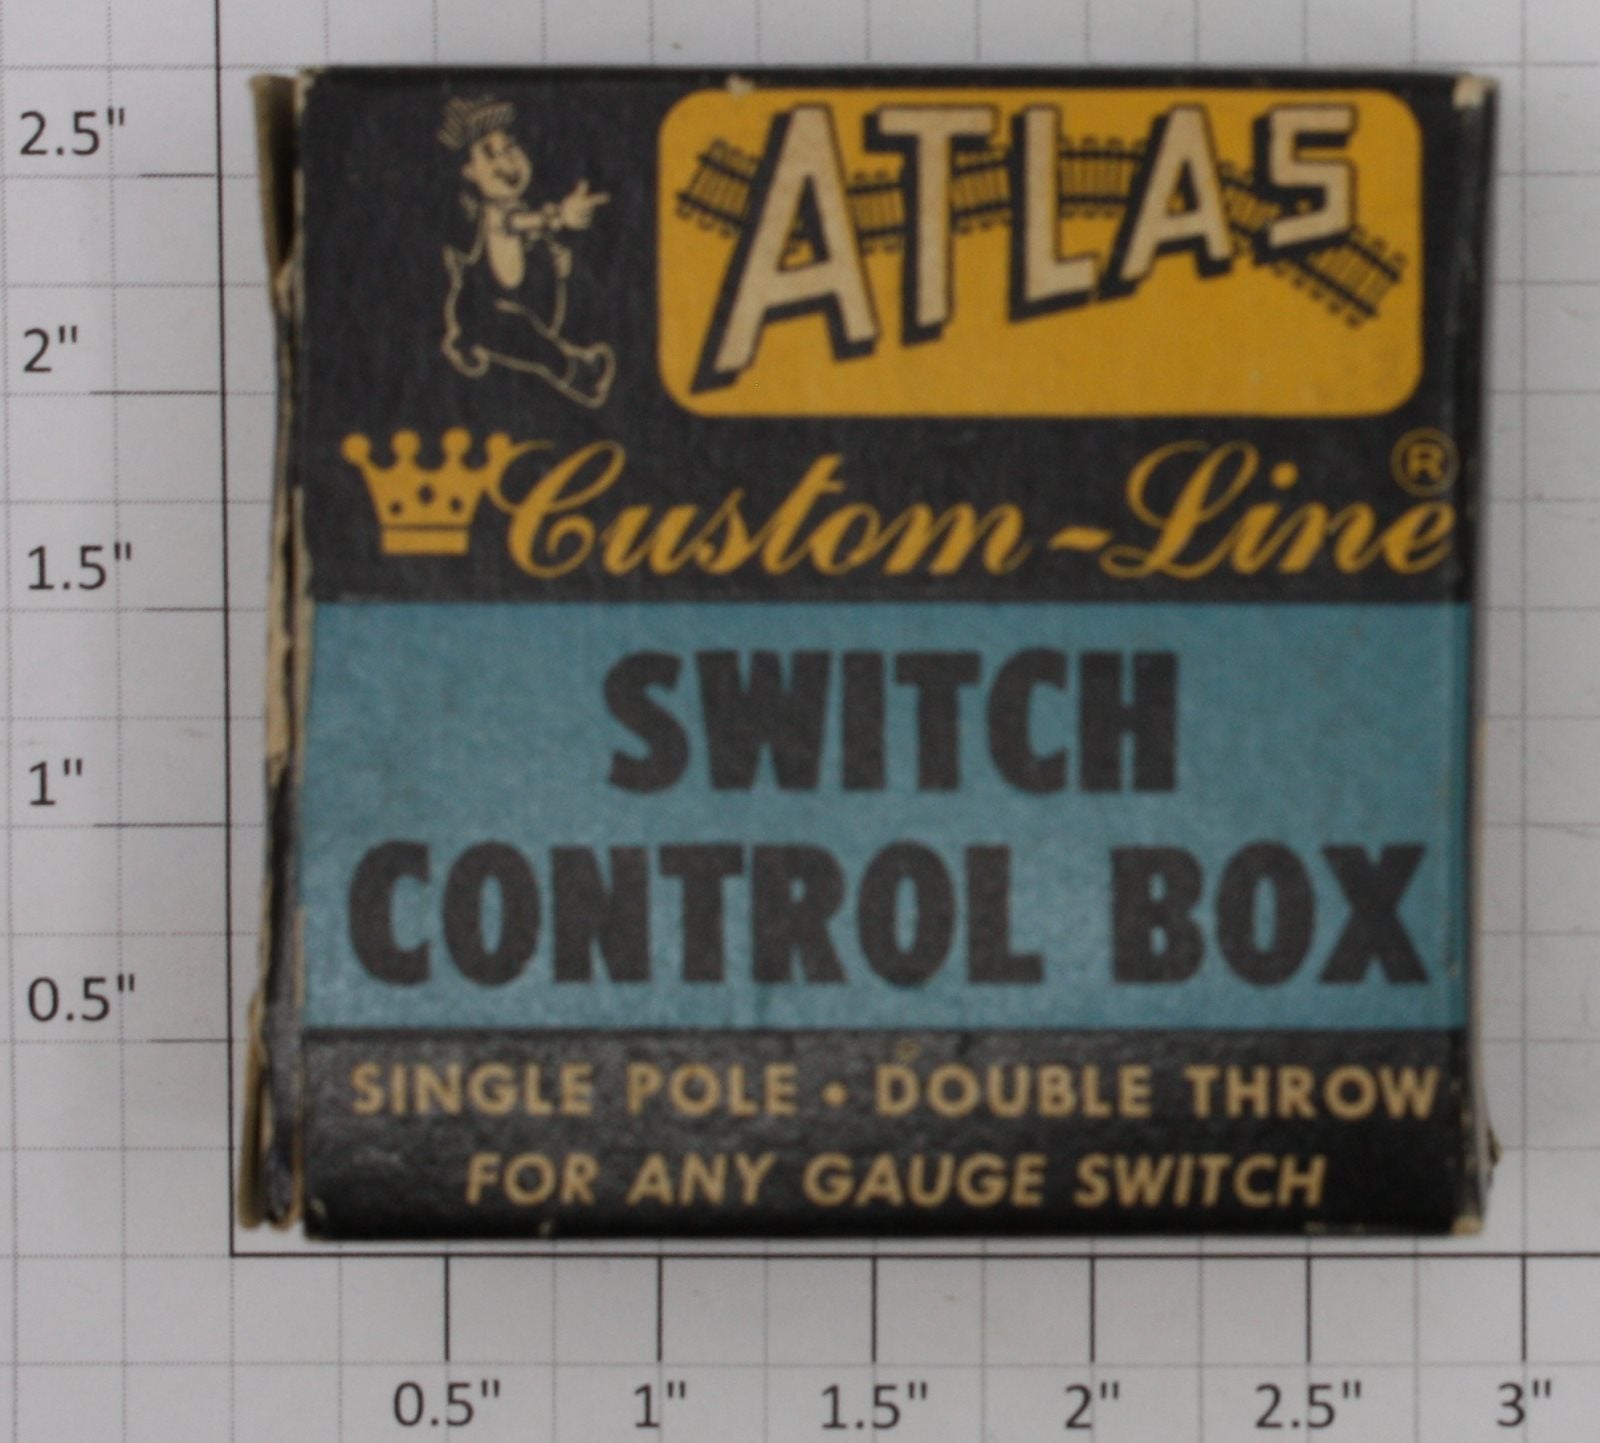 2.5"
2"
1.5"
1"
0.5"
ATLAS
Custom-Line®
SWITCH
CONTROL BOX
SINGLE POLE • DOUBLE THROW
FOR ANY GAUGE SWITCH
0.5" 1" 1.5" 2" 2.5" 3"